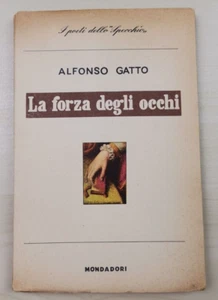 I poeti dello "Specchio"
ALFONSO GATTO
La forza degli occhi
MONDADORI